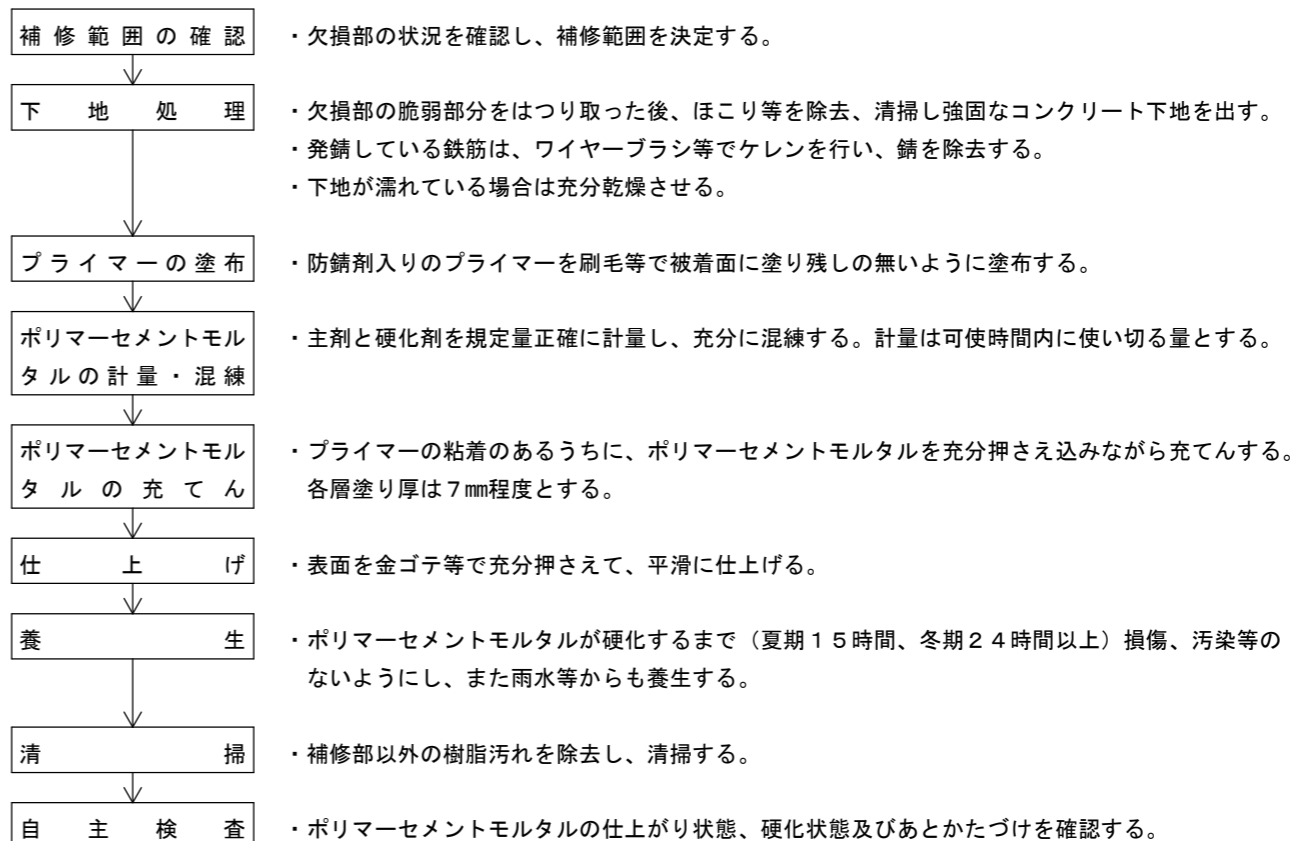 補修範囲の確認 ・欠損部の状況を確認し、補修範囲を決定する。
下地処理 ・欠損部の脆弱部分をはつり取った後、ほこり等を除去、清掃し強固なコンクリート下地を出す。
・発錆している鉄筋は、ワイヤーブラシ等でケレンを行い、錆を除去する。
・下地が濡れている場合は充分乾燥させる。
プライマーの塗布 ・防錆剤入りのプライマーを刷毛等で被着面に塗り残しの無いように塗布する。
ポリマーセメントモル ・主剤と硬化剤を規定量正確に計量し、充分に混練する。計量は可使時間内に使い切る量とする。
タルの計量・混練
ポリマーセメントモル ・プライマーの粘着のあるうちに、ポリマーセメントモルタルを充分押さえ込みながら充てんする。
タルの充てん 各層塗り厚は７㎜程度とする。
仕上げ ・表面を金ゴテ等で充分押さえて、平滑に仕上げる。
養生 ・ポリマーセメントモルタルが硬化するまで（夏期１５時間、冬期２４時間以上）損傷、汚染等の
ないようにし、また雨水等からも養生する。
清掃 ・補修部以外の樹脂汚れを除去し、清掃する。
自主検査 ・ポリマーセメントモルタルの仕上がり状態、硬化状態及びあとかたづけを確認する。